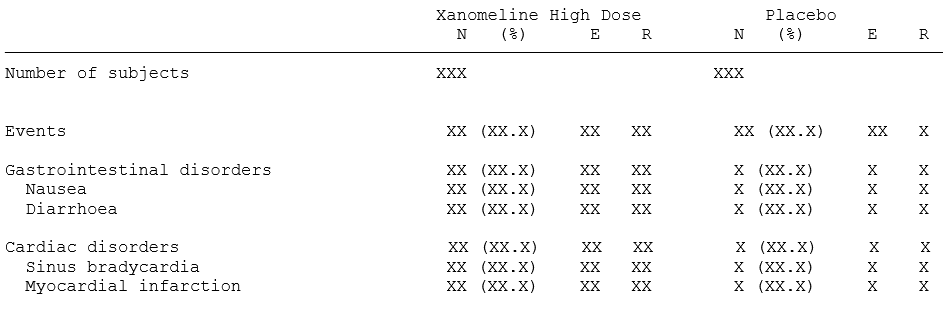 Xanomeline High Dose Placebo
N (%) E R N (%) E R
Number of subjects XXX XXX
Events XX (XX.X) XX XX XX (XX.X) XX X
Gastrointestinal disorders XX (XX.X) XX XX X (XX.X) X X
Nausea XX (XX.X) XX XX X (XX.X) X X
Diarrhoea XX (XX.X) XX XX X (XX.X) X X
Cardiac disorders XX (XX.X) XX XX X (XX.X) X X
Sinus bradycardia XX (XX.X) XX XX X (XX.X) X X
Myocardial infarction XX (XX.X) XX XX X (XX.X) X X